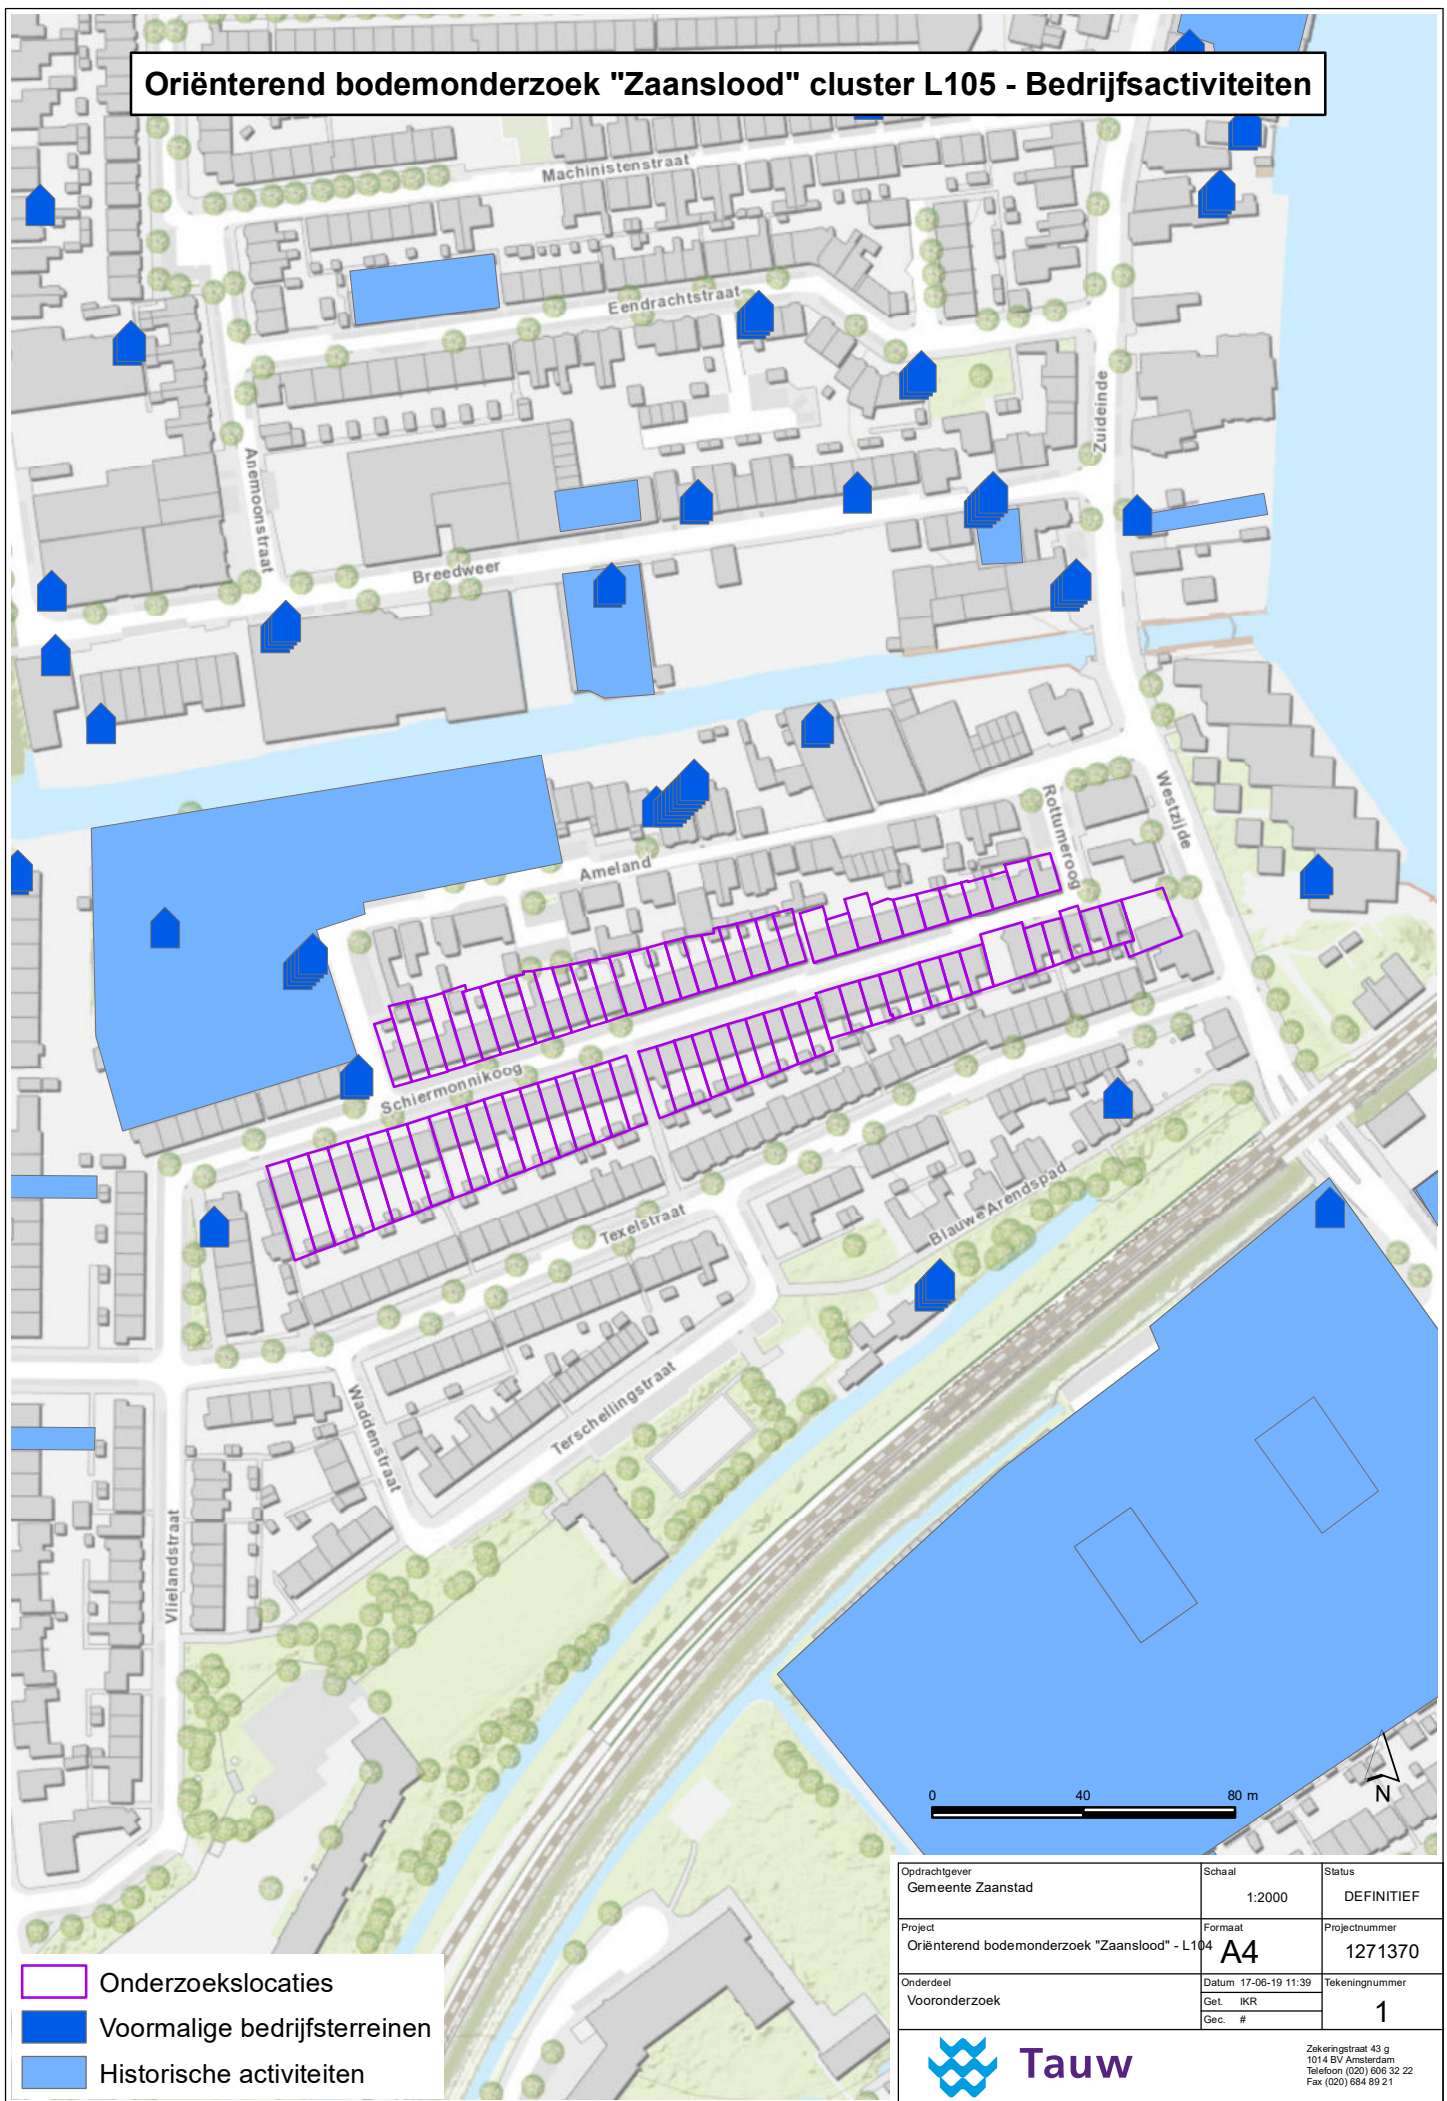 Oriënterend bodemonderzoek "Zaanslood" cluster L105 - Bedrijfsactiviteiten
Machinistenstraat
Eendrachtstraat
Zuideinde
Anemoonstraat
Breedweer
Westzijde
Rottumeroog
Ameland
Schiermonnikoog
Texelstraat
Blauwe Arendspad
Waddenstraat
Terschellingstraat
Vlielandstraat
0 40 80 m
N
Onderzoekslocaties
Voormalige bedrijfsterreinen
Historische activiteiten
Opdrachtgever
Gemeente Zaanstad
Schaal
1:2000
Status
DEFINITIEF
Project
Oriënterend bodemonderzoek "Zaanslood" - L104
Formaat
A4
Projectnummer
1271370
Onderdeel
Vooronderzoek
Datum 17-06-19 11:39
Get. IKR
Gec. #
Tekeningnummer
1
Tauw
Zekeringstraat 43 g
1014 BV Amsterdam
Telefoon (020) 606 32 22
Fax (020) 684 89 21